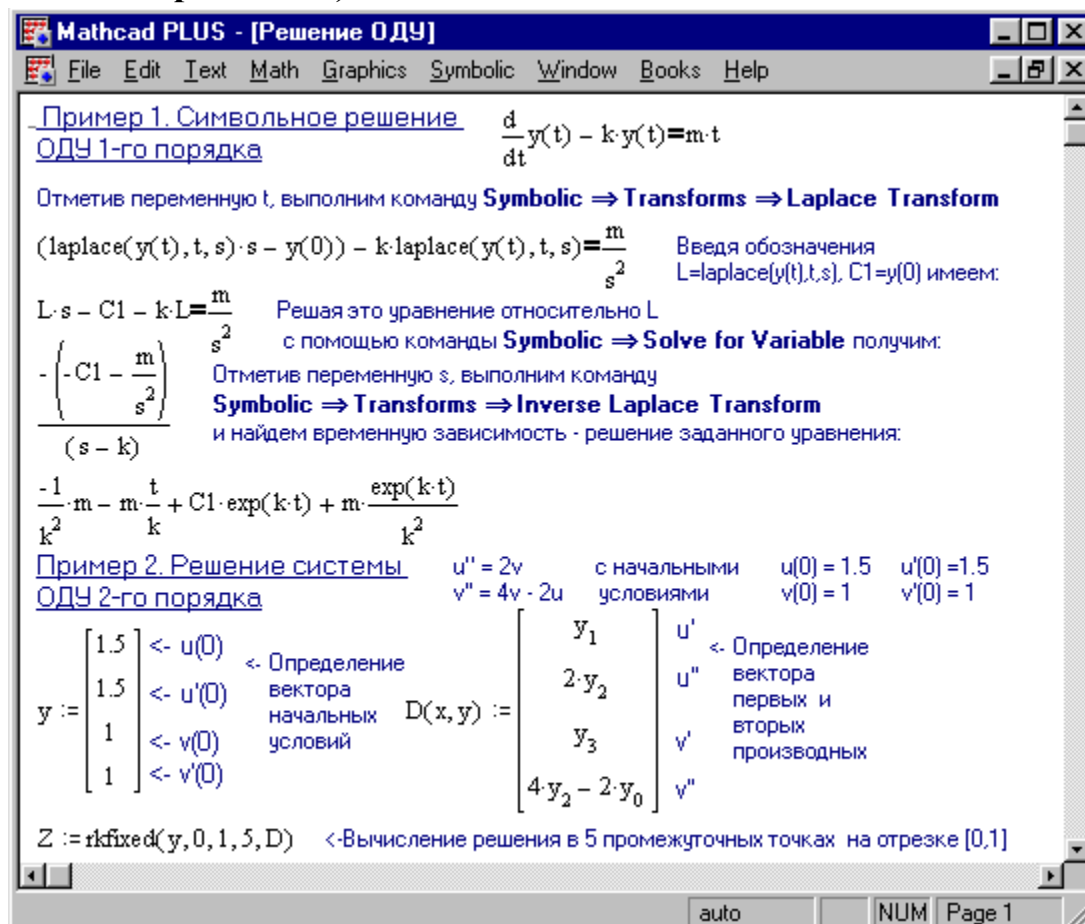 Mathcad PLUS - [Решение ОДУ]
File Edit Text Math Graphics Symbolic Window Books Help
Пример 1. Символьное решение
ОДУ 1-го порядка
d/dt y(t) − k·y(t)=m·t
Отметив переменную t, выполним команду Symbolic ⇒ Transforms ⇒ Laplace Transform
(laplace(y(t),t,s)·s − y(0)) − k·laplace(y(t),t,s)=m/s²
Введя обозначения
L=laplace(y(t),t,s), C1=y(0) имеем:
L·s − C1 − k·L=m/s²
Решая это уравнение относительно L
с помощью команды Symbolic ⇒ Solve for Variable получим:
-(-C1 − m/s²)/(s − k)
Отметив переменную s, выполним команду
Symbolic ⇒ Transforms ⇒ Inverse Laplace Transform
и найдем временную зависимость - решение заданного уравнения:
-1/k²·m − m·t/k + C1·exp(k·t) + m·exp(k·t)/k²
Пример 2. Решение системы
ОДУ 2-го порядка
u'' = 2v с начальными u(0) = 1.5 u'(0) =1.5
v'' = 4v - 2u условиями v(0) = 1 v'(0) = 1
y :=
1.5 <- u(0)
1.5 <- u'(0)
1 <- v(0)
1 <- v'(0)
<- Определение
вектора
начальных
условий
D(x,y) :=
y₁ u'
2·y₂ u''
y₃ v'
4·y₂ − 2·y₀ v''
<- Определение
вектора
первых и
вторых
производных
Z := rkfixed(y,0,1,5,D) <-Вычисление решения в 5 промежуточных точках на отрезке [0,1]
auto NUM Page 1